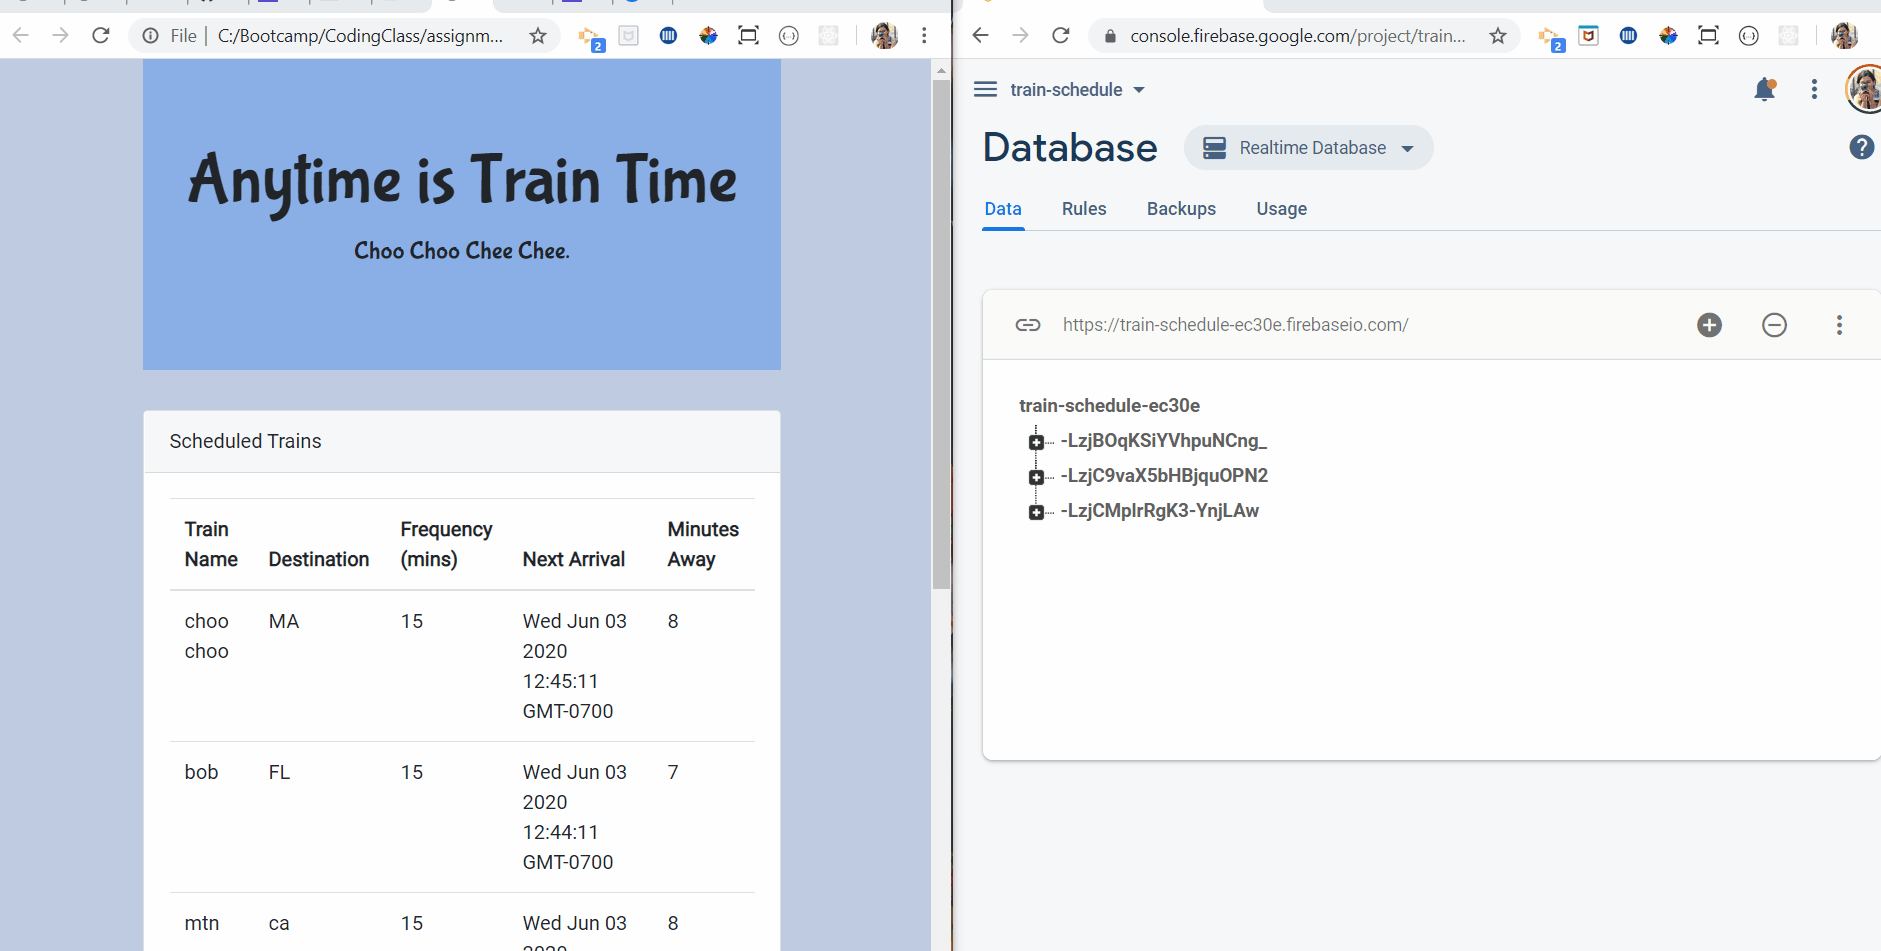 File
C:/Bootcamp/CodingClass/assignm...
2
Anytime is Train Time
Choo Choo Chee Chee.
Scheduled Trains
Train Name
Destination
Frequency (mins)
Next Arrival
Minutes Away
choo choo
MA
15
Wed Jun 03
2020
12:45:11
GMT-0700
8
bob
FL
15
Wed Jun 03
2020
12:44:11
GMT-0700
7
mtn
ca
15
Wed Jun 03
2020
8
console.firebase.google.com/project/train...
2
train-schedule
Database
Realtime Database
?
Data
Rules
Backups
Usage
https://train-schedule-ec30e.firebaseio.com/
train-schedule-ec30e
-LzjBOqKSiYVhpuNCng_
-LzjC9vaX5bHBjquOPN2
-LzjCMplrRgK3-YnjLAw